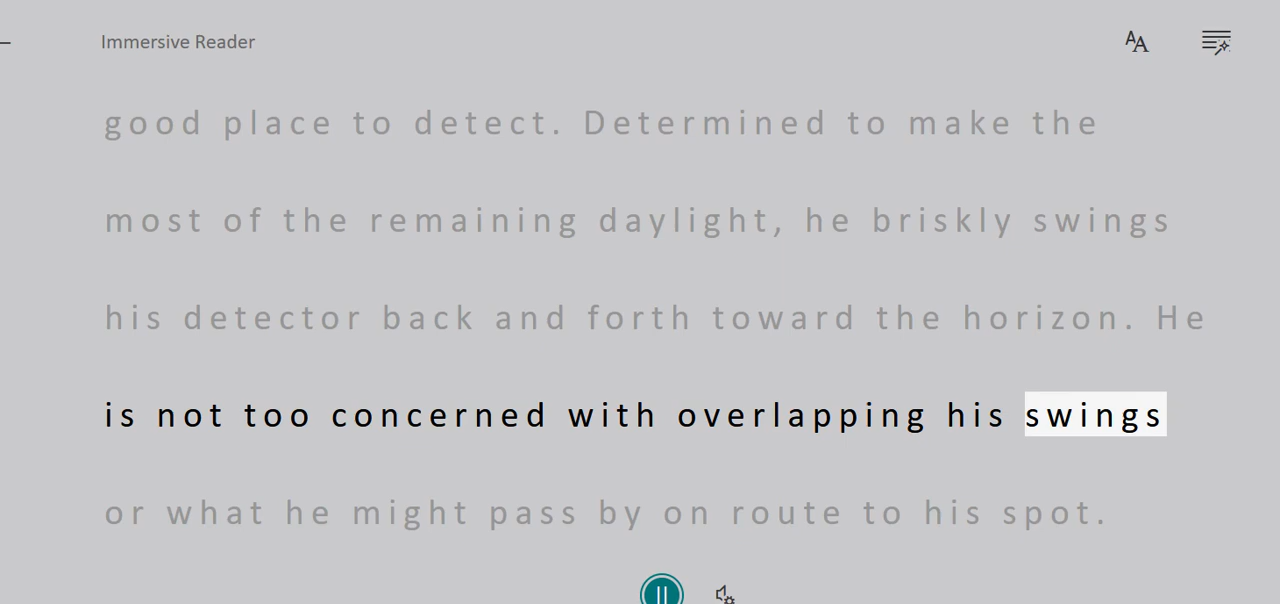 Immersive Reader
good place to detect. Determined to make the
most of the remaining daylight, he briskly swings
his detector back and forth toward the horizon. He
is not too concerned with overlapping his swings
or what he might pass by on route to his spot.